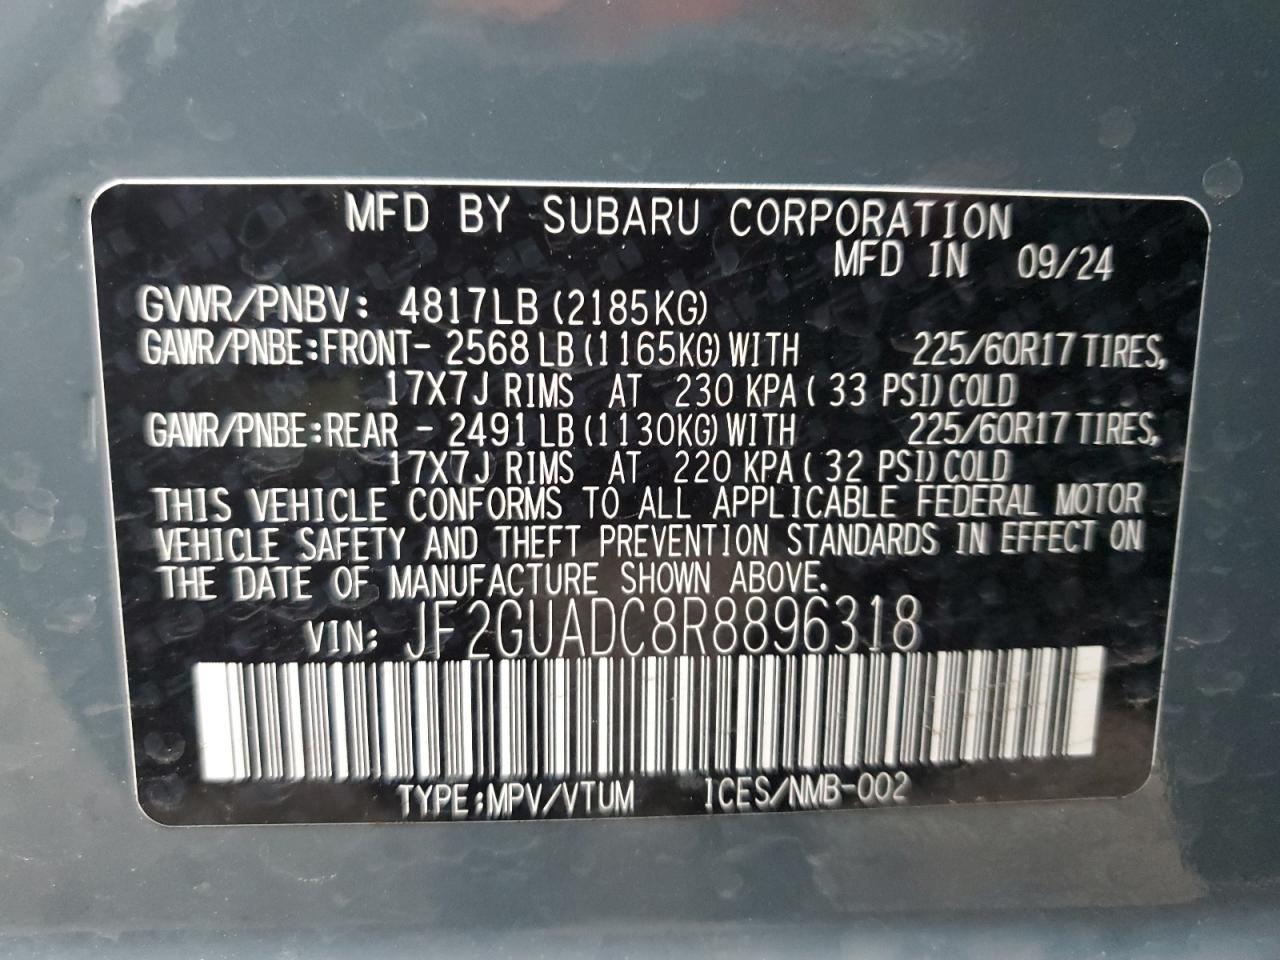 MFD BY SUBARU CORPORATION
MFD IN 09/24
GVWR/PNBV: 4817LB (2185KG)
GAWR/PNBE:FRONT- 2568 LB (1165KG) WITH 225/60R17 TIRES,
17X7J RIMS AT 230 KPA ( 33 PSI) COLD
GAWR/PNBE:REAR - 2491 LB (1130KG) WITH 225/60R17 TIRES,
17X7J RIMS AT 220 KPA ( 32 PSI) COLD
THIS VEHICLE CONFORMS TO ALL APPLICABLE FEDERAL MOTOR
VEHICLE SAFETY AND THEFT PREVENTION STANDARDS IN EFFECT ON
THE DATE OF MANUFACTURE SHOWN ABOVE.
VIN: JF2GUADC8R8896318
TYPE:MPV/VTUM ICES/NMB-002